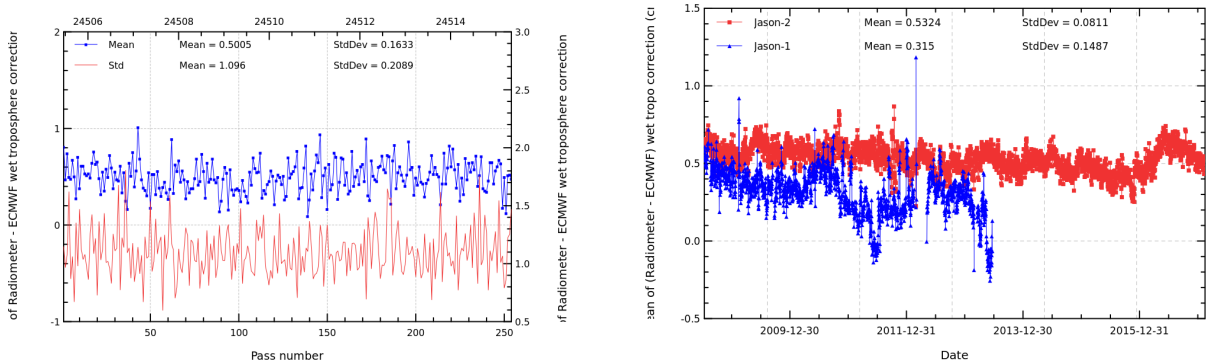 24506 24508 24510 24512 24514
2 3.0
Mean Mean = 0.5005 StdDev = 0.1633
Std Mean = 1.096 StdDev = 0.2089
2.5
1 2.0
0 1.5
1.0
-1 0.5
50 100 150 200 250
Pass number
of Radiometer - ECMWF wet troposphere correction
of Radiometer - ECMWF wet troposphere correction
1.5
Jason-2 Mean = 0.5324 StdDev = 0.0811
Jason-1 Mean = 0.315 StdDev = 0.1487
1.0
0.5
0.0
-0.5
2009-12-30 2011-12-31 2013-12-30 2015-12-31
Date
of (Radiometer - ECMWF) wet tropo correction